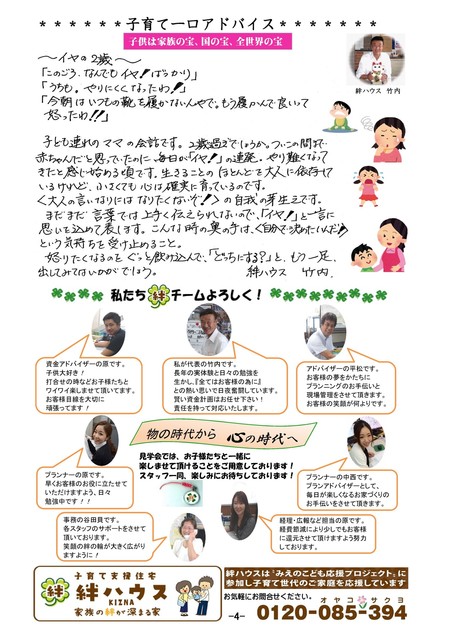 ＊＊＊＊＊＊子育て一口アドバイス＊＊＊＊＊＊＊
子供は家族の宝、国の宝、全世界の宝
絆ハウス 竹内
～イヤの2歳～
「このごろ、なんでもイヤ！ばっかり」
「うちも。やりにくくなったわ！」
「今朝はいつもの靴を履かないんやで。もう履かんで良いって
怒ったわ!!」
子ども連れのママの会話です。2歳過ぎでしょうか。ついこの間まで
赤ちゃんだと思っていたのに、毎日が「イヤ！」の連発。やり難くなって
きたと感じ始める頃です。生きることのほとんどを大人に依存して
いるけれど、小さくても心は確実に育っているのです。
〈大人の言いなりにはなりたくないぞ！〉の自我の芽生えです。
まだまだ言葉では上手く伝えられないので、「イヤ！」と一言に
思いを込めて表します。こんな時の奥の手は、〈自分で決めたいんだ!〉
という気持ちを受け止めること。
怒りたくなるのをぐっと飲み込んで、「どっちにする?」と、もう一足、
出してみてはいかがでしょう。 絆ハウス 竹内
私たち 絆 チームよろしく！
資金アドバイザーの原です。
子供大好き！
打合せの時などお子様たちと
ワイワイ楽しませて頂いてます。
お客様目線を大切に
頑張ってます！
私が代表の竹内です。
長年の実体験と日々の勉強を
生かし、『全てはお客様の為に』
との熱い思いで日夜奮闘しています。
賢い資金計画はお任せ下さい！
責任を持って対応いたします。
アドバイザーの平松です。
お客様の夢をかたちに
プランニングのお手伝いと
現場管理をさせて頂きます。
お客様の笑顔が何よりです。
物の時代から 心の時代へ
見学会では、お子様たちと一緒に
楽しませて頂けることをご用意しております！
スタッフ一同、楽しみにお待ちしております！
プランナーの原です。
早くお客様のお役に立たせて
いただけますよう、日々
勉強中です！！
プランナーの中西です。
プランアドバイザーとして、
毎日が楽しくなるお家づくりの
お手伝いをさせて頂きます。
事務の谷田貝です。
各スタッフのサポートをさせて
頂いております。
笑顔の絆の輪が大きく広がり
ますように！
経理・広報など担当の原です。
経費節減により少しでもお客様
に還元させて頂けますよう努力
しております。
子育て支援住宅
絆 絆ハウス
KIZNA
家族の絆が深まる家
－4－
絆ハウスは「みえのこども応援プロジェクト」に
参加し子育て世代のご家庭を応援しています
お気軽にお問合せください。
オヤコ サクヨ
0120-085-394